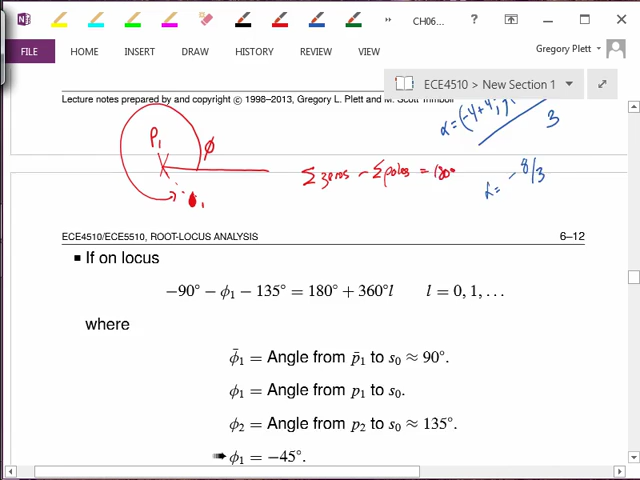 CH06...
?
FILE
HOME
INSERT
DRAW
HISTORY
REVIEW
VIEW
Gregory Plett
ECE4510 > New Section 1
Lecture notes prepared by and copyright © 1998–2013, Gregory L. Plett and M. Scott Trimboli
α = (-4+4j
3
P₁
φ
Σ zeros − Σ poles = 180°
α = -8/3
ECE4510/ECE5510, ROOT-LOCUS ANALYSIS
6–12
■ If on locus
−90° − ϕ₁ − 135° = 180° + 360°l l = 0, 1, . . .
where
ϕ̄₁ = Angle from p̄₁ to s₀ ≈ 90°.
ϕ₁ = Angle from p₁ to s₀.
ϕ₂ = Angle from p₂ to s₀ ≈ 135°.
ϕ₁ = −45°.